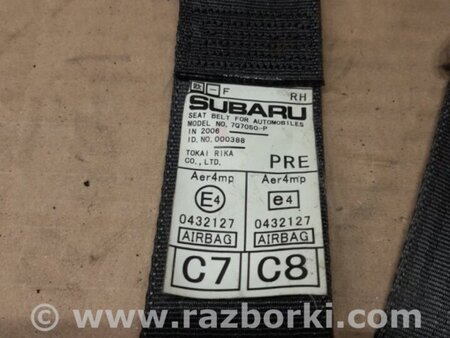 - F RH
SUBARU
SEAT BELT FOR AUTOMOBILES
MODEL NO. 7Q7050-P
IN 2006
ID.NO. 000388
TOKAI RIKA
CO., LTD.
PRE
Aer4mp Aer4mp
E4 e4
0432127 0432127
AIRBAG AIRBAG
C7 C8
© www.razborki.com